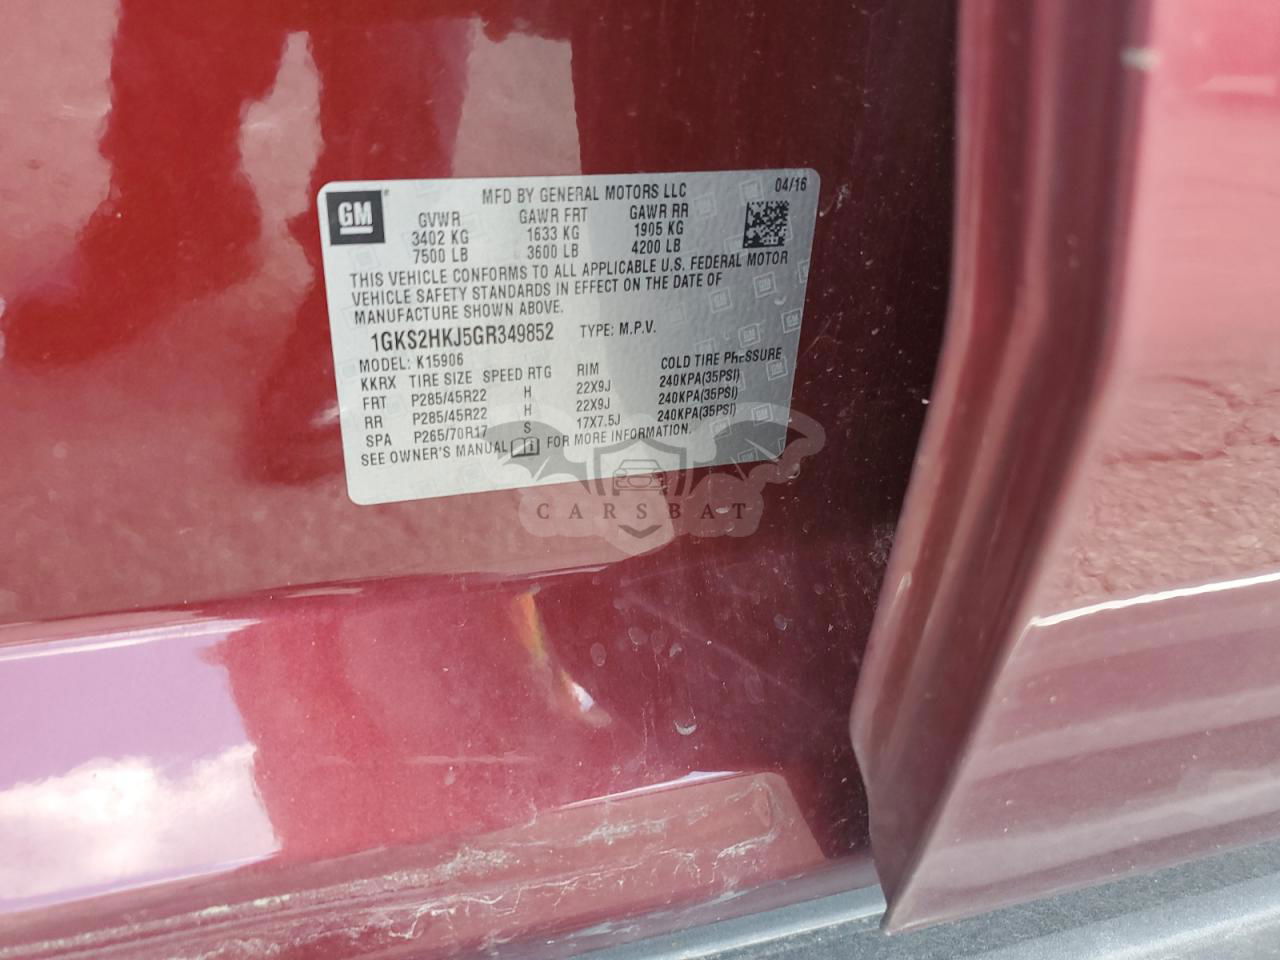 GM
MFD BY GENERAL MOTORS LLC 04/16
GVWR GAWR FRT GAWR RR
3402 KG 1633 KG 1905 KG
7500 LB 3600 LB 4200 LB
THIS VEHICLE CONFORMS TO ALL APPLICABLE U.S. FEDERAL MOTOR
VEHICLE SAFETY STANDARDS IN EFFECT ON THE DATE OF
MANUFACTURE SHOWN ABOVE.
1GKS2HKJ5GR349852 TYPE: M.P.V.
MODEL: K15906
KKRX TIRE SIZE SPEED RTG RIM COLD TIRE PRESSURE
FRT P285/45R22 H 22X9J 240KPA(35PSI)
RR P285/45R22 H 22X9J 240KPA(35PSI)
SPA P265/70R17 S 17X7.5J 240KPA(35PSI)
SEE OWNER'S MANUAL FOR MORE INFORMATION.
CARSBAT